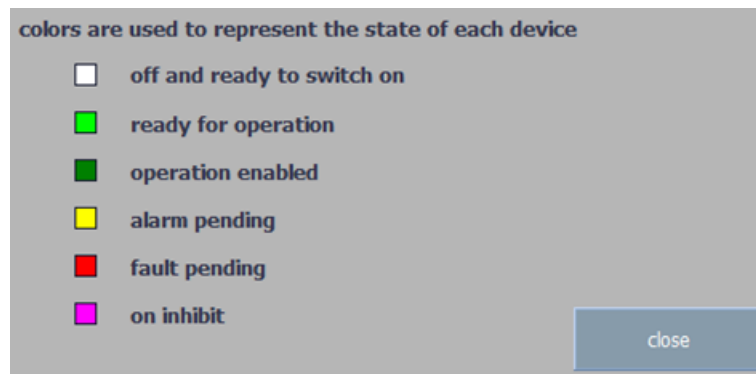 colors are used to represent the state of each device
off and ready to switch on
ready for operation
operation enabled
alarm pending
fault pending
on inhibit
close